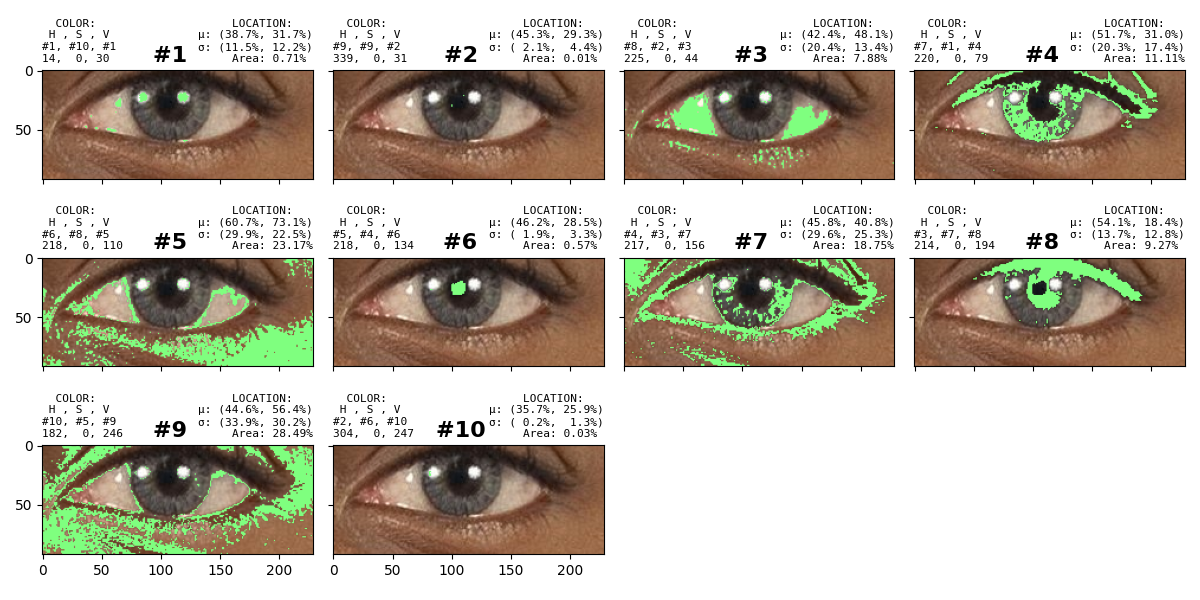 COLOR: LOCATION:
H , S , V μ: (38.7%, 31.7%)
#1, #10, #1 σ: (11.5%, 12.2%)
14, 0, 30 #1 Area: 0.71%
COLOR: LOCATION:
H , S , V μ: (45.3%, 29.3%)
#9, #9, #2 σ: ( 2.1%, 4.4%)
339, 0, 31 #2 Area: 0.01%
COLOR: LOCATION:
H , S , V μ: (42.4%, 48.1%)
#8, #2, #3 σ: (20.4%, 13.4%)
225, 0, 44 #3 Area: 7.88%
COLOR: LOCATION:
H , S , V μ: (51.7%, 31.0%)
#7, #1, #4 σ: (20.3%, 17.4%)
220, 0, 79 #4 Area: 11.11%
0
50
COLOR: LOCATION:
H , S , V μ: (60.7%, 73.1%)
#6, #8, #5 σ: (29.9%, 22.5%)
218, 0, 110 #5 Area: 23.17%
COLOR: LOCATION:
H , S , V μ: (46.2%, 28.5%)
#5, #4, #6 σ: ( 1.9%, 3.3%)
218, 0, 134 #6 Area: 0.57%
COLOR: LOCATION:
H , S , V μ: (45.8%, 40.8%)
#4, #3, #7 σ: (29.6%, 25.3%)
217, 0, 156 #7 Area: 18.75%
COLOR: LOCATION:
H , S , V μ: (54.1%, 18.4%)
#3, #7, #8 σ: (13.7%, 12.8%)
214, 0, 194 #8 Area: 9.27%
0
50
COLOR: LOCATION:
H , S , V μ: (44.6%, 56.4%)
#10, #5, #9 σ: (33.9%, 30.2%)
182, 0, 246 #9 Area: 28.49%
COLOR: LOCATION:
H , S , V μ: (35.7%, 25.9%)
#2, #6, #10 σ: ( 0.2%, 1.3%)
304, 0, 247 #10 Area: 0.03%
0
50
0 50 100 150 200
0 50 100 150 200